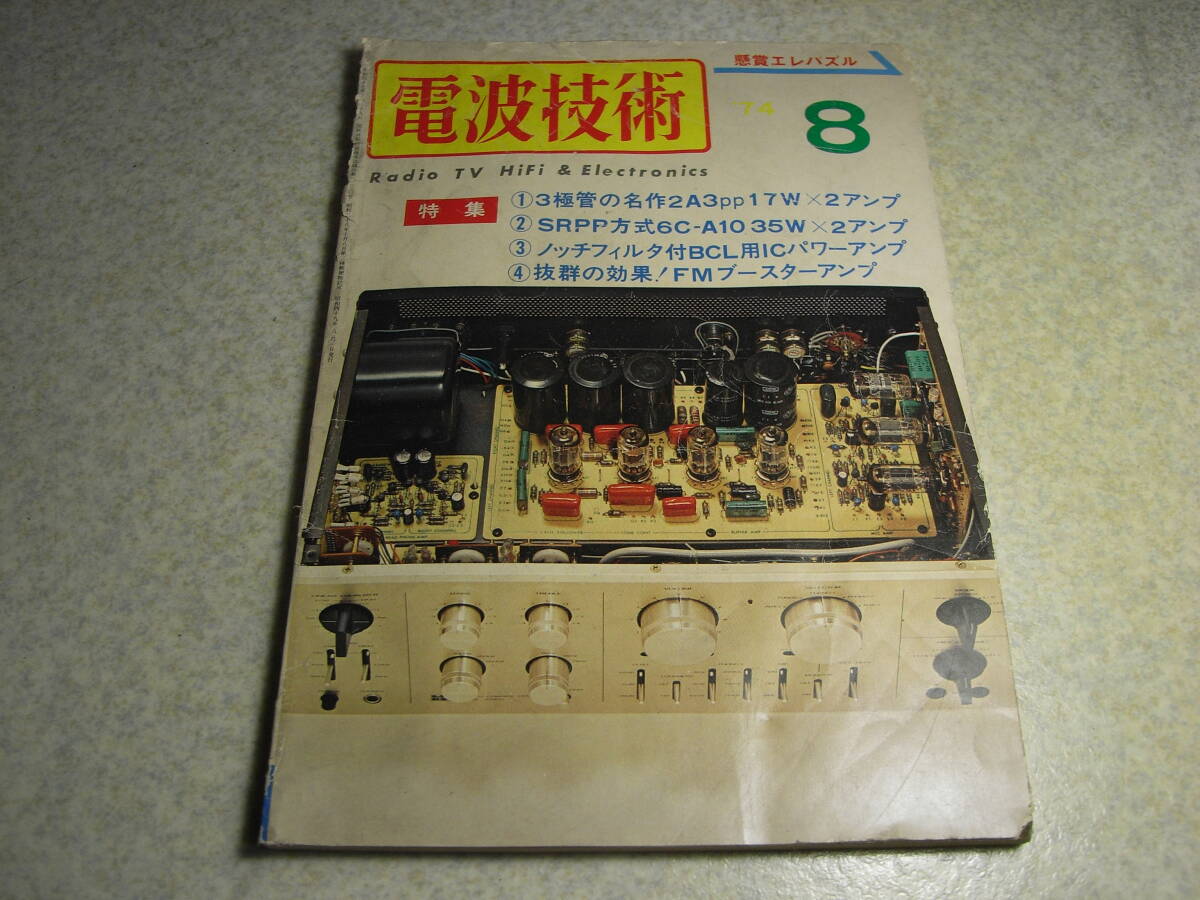 懸賞エレパズル
電波技術
'74 8
Radio TV HiFi & Electronics
特集
①3極管の名作2A3pp17W×2アンプ
②SRPP方式6C-A10 35W×2アンプ
③ノッチフィルタ付BCL用ICパワーアンプ
④抜群の効果!FMブースターアンプ